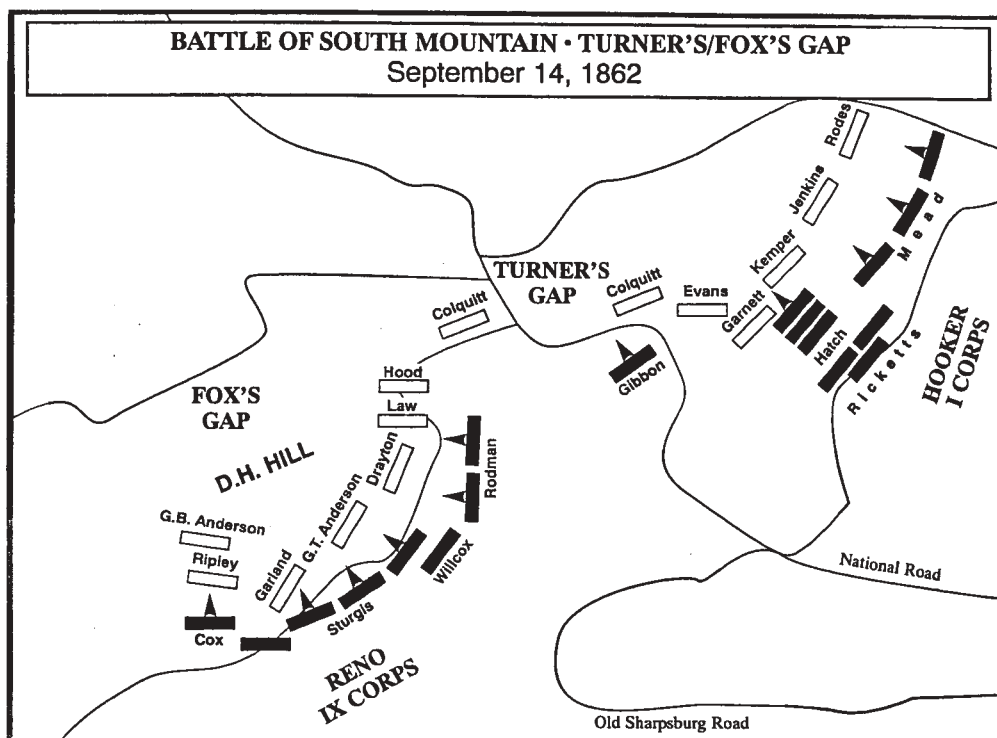 BATTLE OF SOUTH MOUNTAIN · TURNER'S/FOX'S GAP
September 14, 1862
Rodes
Jenkins
Mead
Kemper
TURNER'S
GAP
Colquitt
Colquitt
Evans
Garnett
Hatch
Ricketts
HOOKER
I CORPS
Gibbon
Hood
Law
FOX'S
GAP
D.H. HILL
Drayton
Rodman
G.T. Anderson
G.B. Anderson
Ripley
Garland
Willcox
Cox
Sturgis
RENO
IX CORPS
National Road
Old Sharpsburg Road